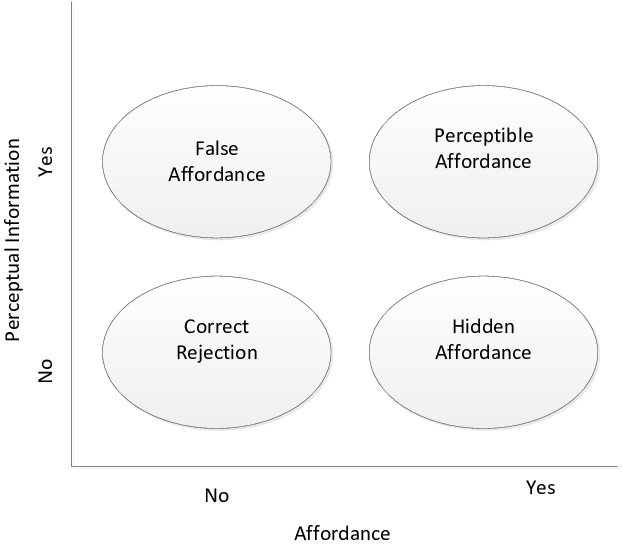 Perceptual Information
Yes
No
False
Affordance
Perceptible
Affordance
Correct
Rejection
Hidden
Affordance
No
Yes
Affordance